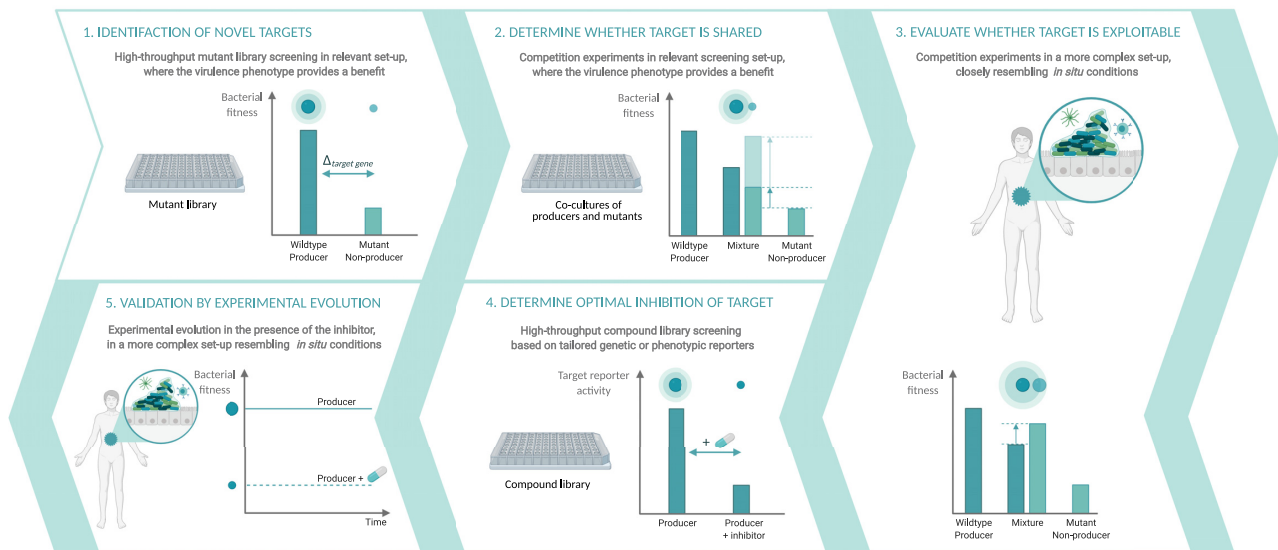 1. IDENTIFACTION OF NOVEL TARGETS
High-throughput mutant library screening in relevant set-up,
where the virulence phenotype provides a benefit
Bacterial
fitness
Δtarget gene
Mutant library
Wildtype
Producer
Mutant
Non-producer
2. DETERMINE WHETHER TARGET IS SHARED
Competition experiments in relevant screening set-up,
where the virulence phenotype provides a benefit
Bacterial
fitness
Co-cultures of
producers and mutants
Wildtype
Producer
Mixture
Mutant
Non-producer
3. EVALUATE WHETHER TARGET IS EXPLOITABLE
Competition experiments in a more complex set-up,
closely resembling in situ conditions
Bacterial
fitness
Wildtype
Producer
Mixture
Mutant
Non-producer
4. DETERMINE OPTIMAL INHIBITION OF TARGET
High-throughput compound library screening
based on tailored genetic or phenotypic reporters
Target reporter
activity
+
Compound library
Producer
Producer
+ inhibitor
5. VALIDATION BY EXPERIMENTAL EVOLUTION
Experimental evolution in the presence of the inhibitor,
in a more complex set-up resembling in situ conditions
Bacterial
fitness
Producer
Producer +
Time